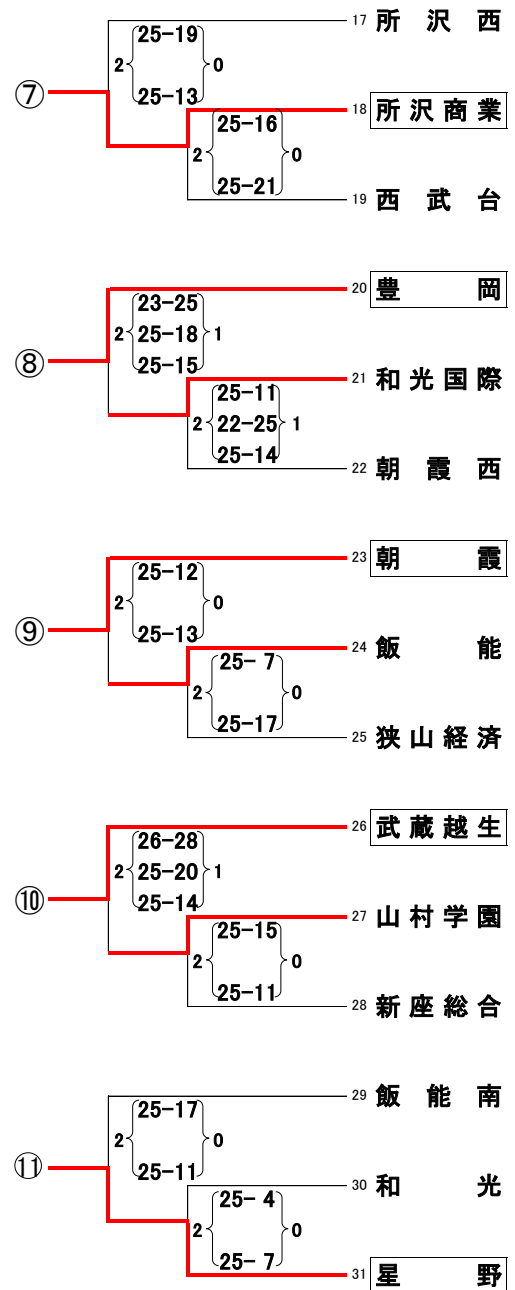 17 所沢西
25-19
2 0
25-13
⑦
18 所沢商業
25-16
2 0
25-21
19 西武台
20 豊岡
23-25
2 25-18 1
25-15
⑧
21 和光国際
25-11
2 22-25 1
25-14
22 朝霞西
23 朝霞
25-12
2 0
25-13
⑨
24 飯能
25- 7
2 0
25-17
25 狭山経済
26 武蔵越生
26-28
2 25-20 1
25-14
⑩
27 山村学園
25-15
2 0
25-11
28 新座総合
29 飯能南
25-17
2 0
25-11
⑪
30 和光
25- 4
2 0
25- 7
31 星野